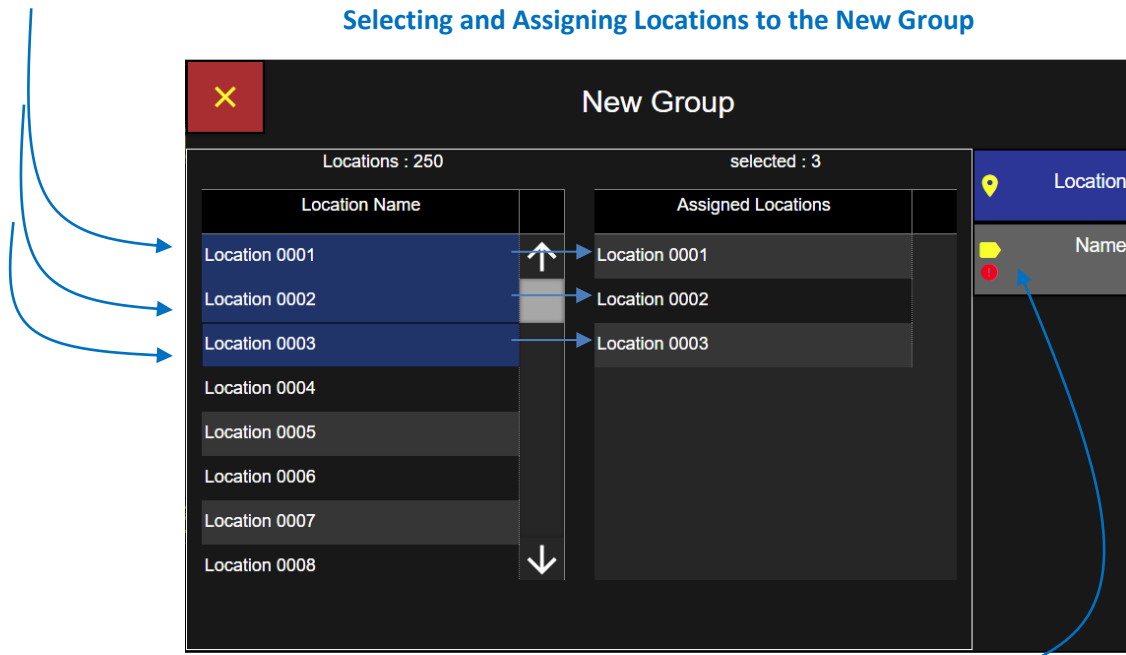 Selecting and Assigning Locations to the New Group
New Group
Locations : 250
selected : 3
Location
Location Name
Assigned Locations
Name
Location 0001
Location 0001
Location 0002
Location 0002
Location 0003
Location 0003
Location 0004
Location 0005
Location 0006
Location 0007
Location 0008